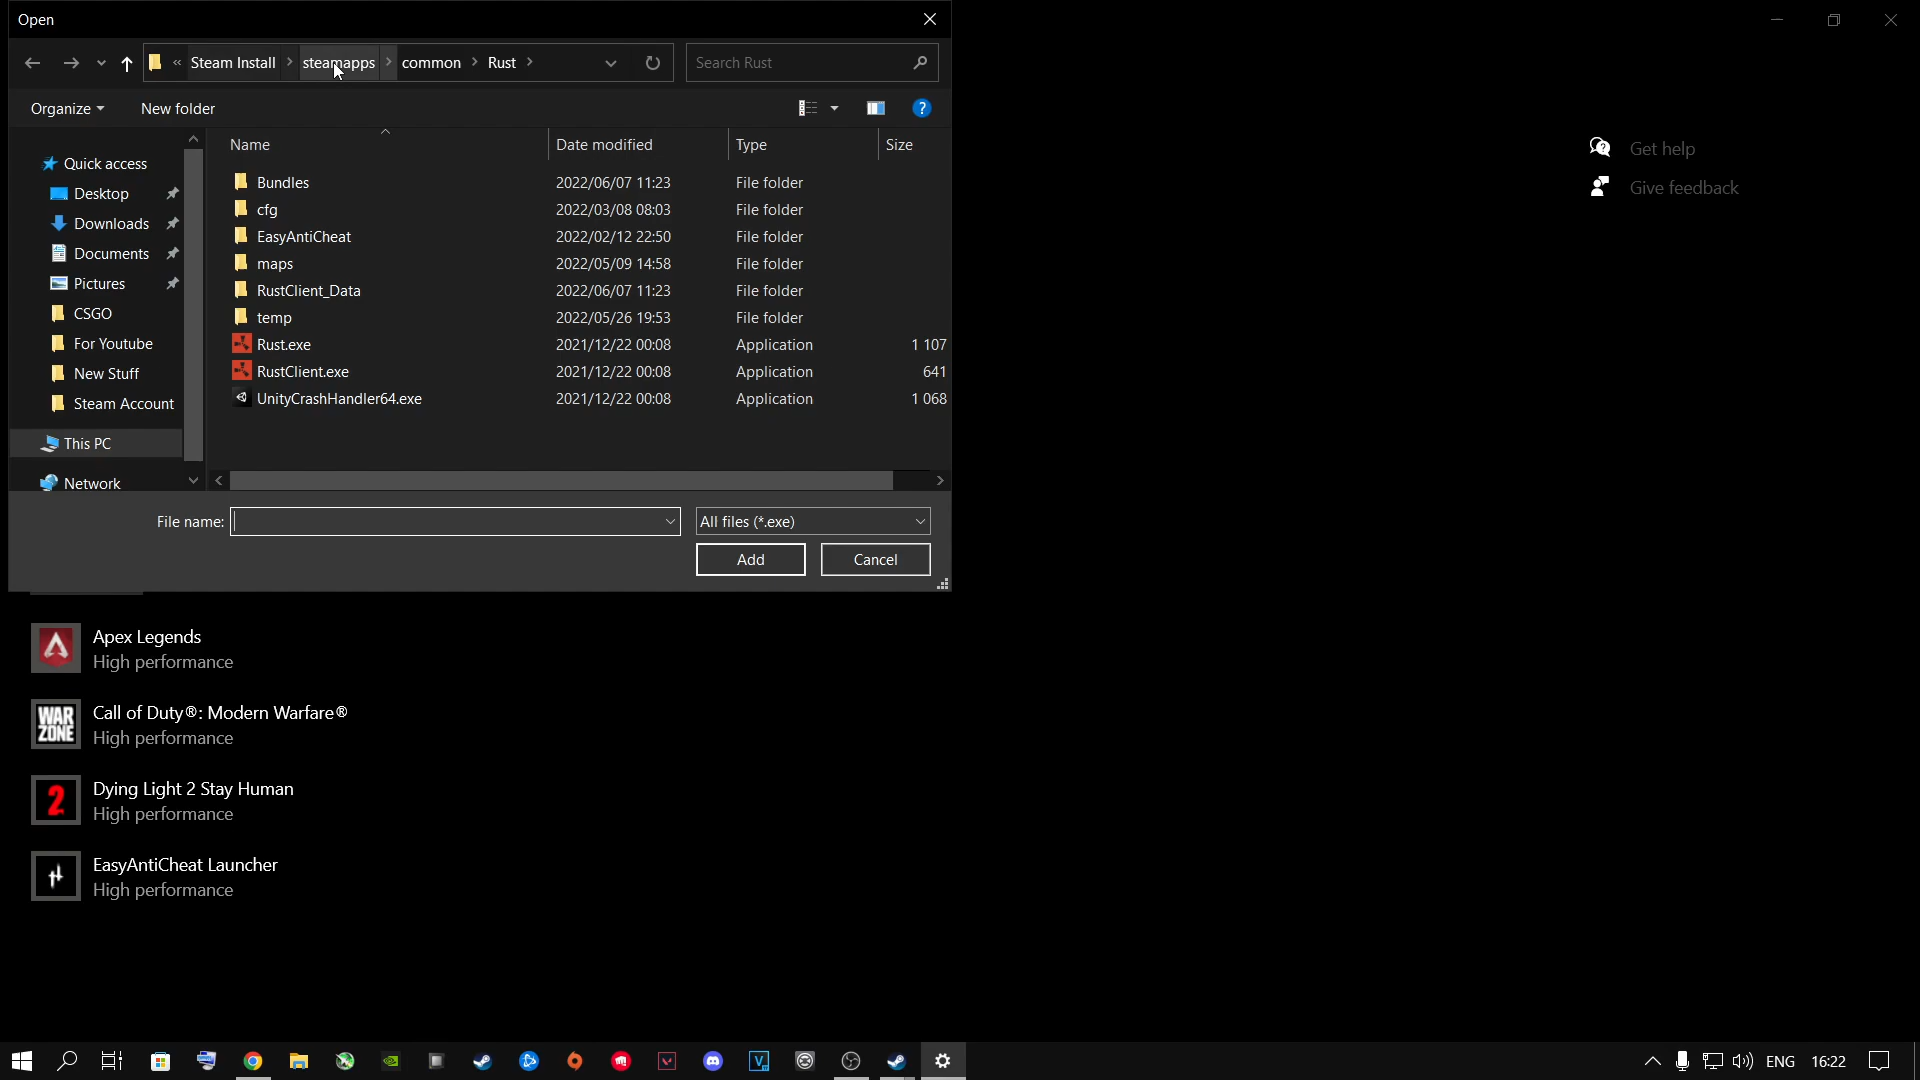 Open
« Steam Install > steamapps > common > Rust >
Search Rust
Organize
New folder
?
Name
Date modified
Type
Size
Quick access
Desktop
Downloads
Documents
Pictures
CSGO
For Youtube
New Stuff
Steam Account
This PC
Network
Bundles 2022/06/07 11:23 File folder
cfg 2022/03/08 08:03 File folder
EasyAntiCheat 2022/02/12 22:50 File folder
maps 2022/05/09 14:58 File folder
RustClient_Data 2022/06/07 11:23 File folder
temp 2022/05/26 19:53 File folder
Rust.exe 2021/12/22 00:08 Application 1 107
RustClient.exe 2021/12/22 00:08 Application 641
UnityCrashHandler64.exe 2021/12/22 00:08 Application 1 068
File name:
All files (*.exe)
Add
Cancel
Get help
Give feedback
Apex Legends
High performance
WAR
ZONE
Call of Duty®: Modern Warfare®
High performance
2
Dying Light 2 Stay Human
High performance
EasyAntiCheat Launcher
High performance
V
ENG
16:22